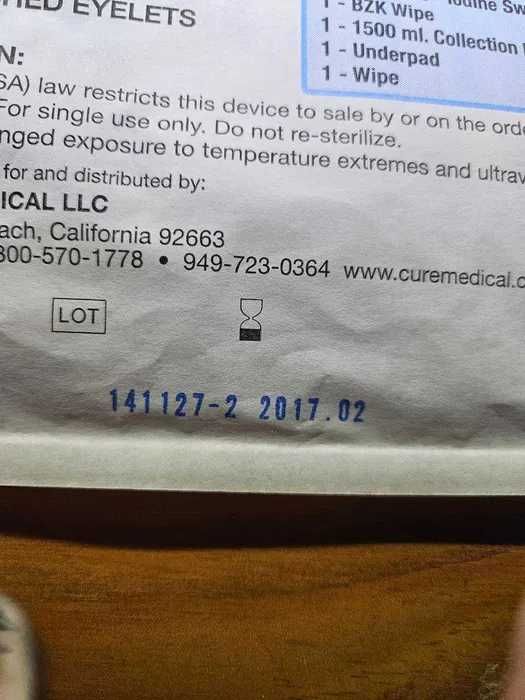 EYELETS
1 - BZK Wipe
1 - 1500 ml. Collection
1 - Underpad
1 - Wipe
N:
SA) law restricts this device to sale by or on the orde
For single use only. Do not re-sterilize.
nged exposure to temperature extremes and ultrav
for and distributed by:
ICAL LLC
ach, California 92663
800-570-1778 • 949-723-0364 www.curemedical.c
LOT
141127-2 2017.02